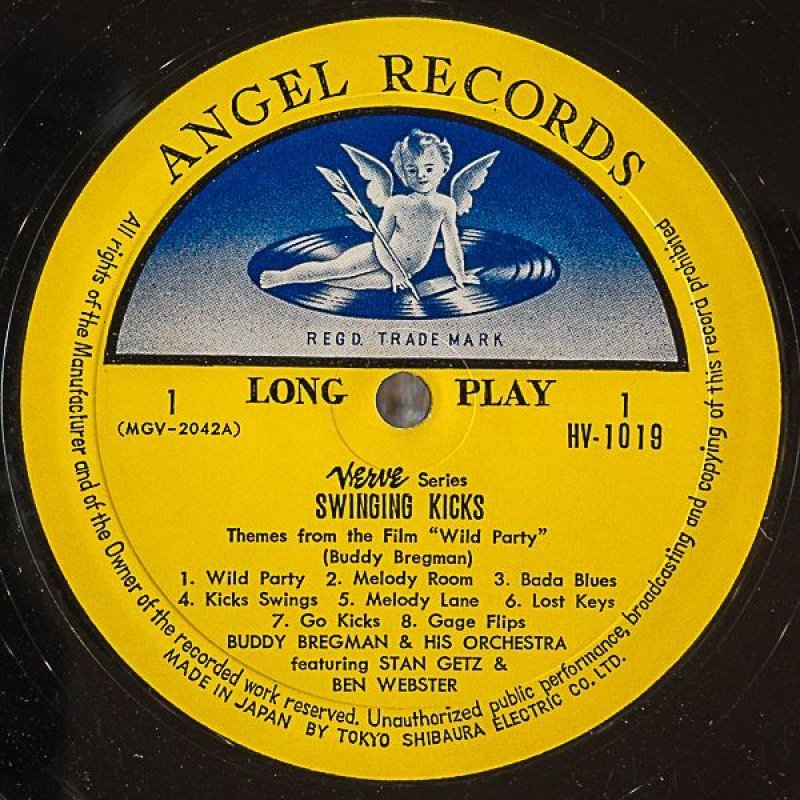 ANGEL RECORDS
REGD. TRADE MARK
1 LONG PLAY 1
(MGV-2042A) HV-1019
Verve Series
SWINGING KICKS
Themes from the Film "Wild Party"
(Buddy Bregman)
1. Wild Party 2. Melody Room 3. Bada Blues
4. Kicks Swings 5. Melody Lane 6. Lost Keys
7. Go Kicks 8. Gage Flips
BUDDY BREGMAN & HIS ORCHESTRA
featuring STAN GETZ &
BEN WEBSTER
All rights of the Manufacturer and of the Owner of the recorded work reserved. Unauthorized public performance, broadcasting and copying of this record prohibited
MADE IN JAPAN BY TOKYO SHIBAURA ELECTRIC CO. LTD.